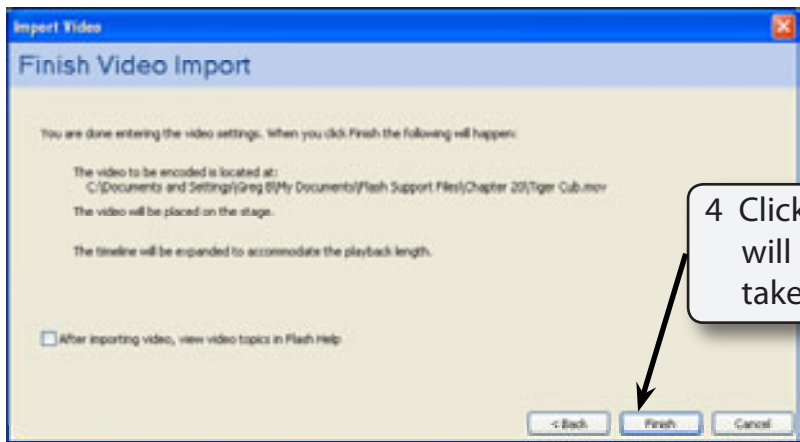 Import Video
Finish Video Import
You are done entering the video settings. When you click Finish the following will happen:
The video to be encoded is located at:
C:\Documents and Settings\Greg B\My Documents\Flash Support Files\Chapter 20\Tiger Cub.mov
The video will be placed on the stage.
The timeline will be expanded to accommodate the playback length.
4 Click
will
take
After importing video, view video topics in Flash Help
< Back Finish Cancel